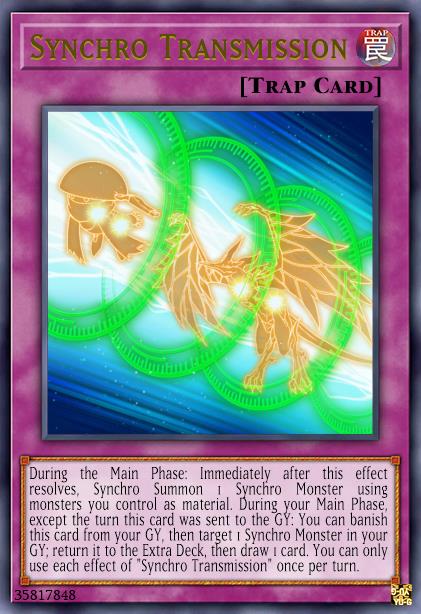 SYNCHRO TRANSMISSION
TRAP
罠
[TRAP CARD]
During the Main Phase: Immediately after this effect
resolves, Synchro Summon 1 Synchro Monster using
monsters you control as material. During your Main Phase,
except the turn this card was sent to the GY: You can banish
this card from your GY, then target 1 Synchro Monster in your
GY; return it to the Extra Deck, then draw 1 card. You can only
use each effect of "Synchro Transmission" once per turn.
35817848